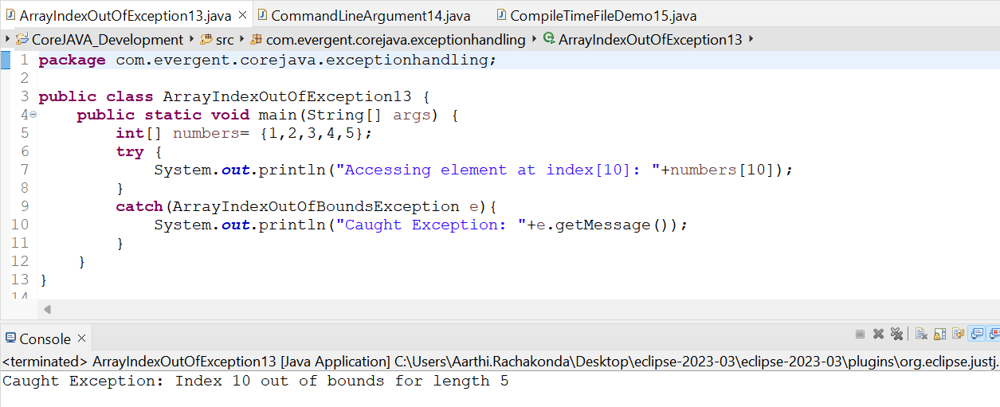 ArrayIndexOutOfException13.java × CommandLineArgument14.java CompileTimeFileDemo15.java
CoreJAVA_Development src com.evergent.corejava.exceptionhandling ArrayIndexOutOfException13
1 package com.evergent.corejava.exceptionhandling;
2
3 public class ArrayIndexOutOfException13 {
4 public static void main(String[] args) {
5 int[] numbers= {1,2,3,4,5};
6 try {
7 System.out.println("Accessing element at index[10]: "+numbers[10]);
8 }
9 catch(ArrayIndexOutOfBoundsException e){
10 System.out.println("Caught Exception: "+e.getMessage());
11 }
12 }
13 }
14
Console ×
<terminated> ArrayIndexOutOfException13 [Java Application] C:\Users\Aarthi.Rachakonda\Desktop\eclipse-2023-03\eclipse-2023-03\plugins\org.eclipse.justj.
Caught Exception: Index 10 out of bounds for length 5